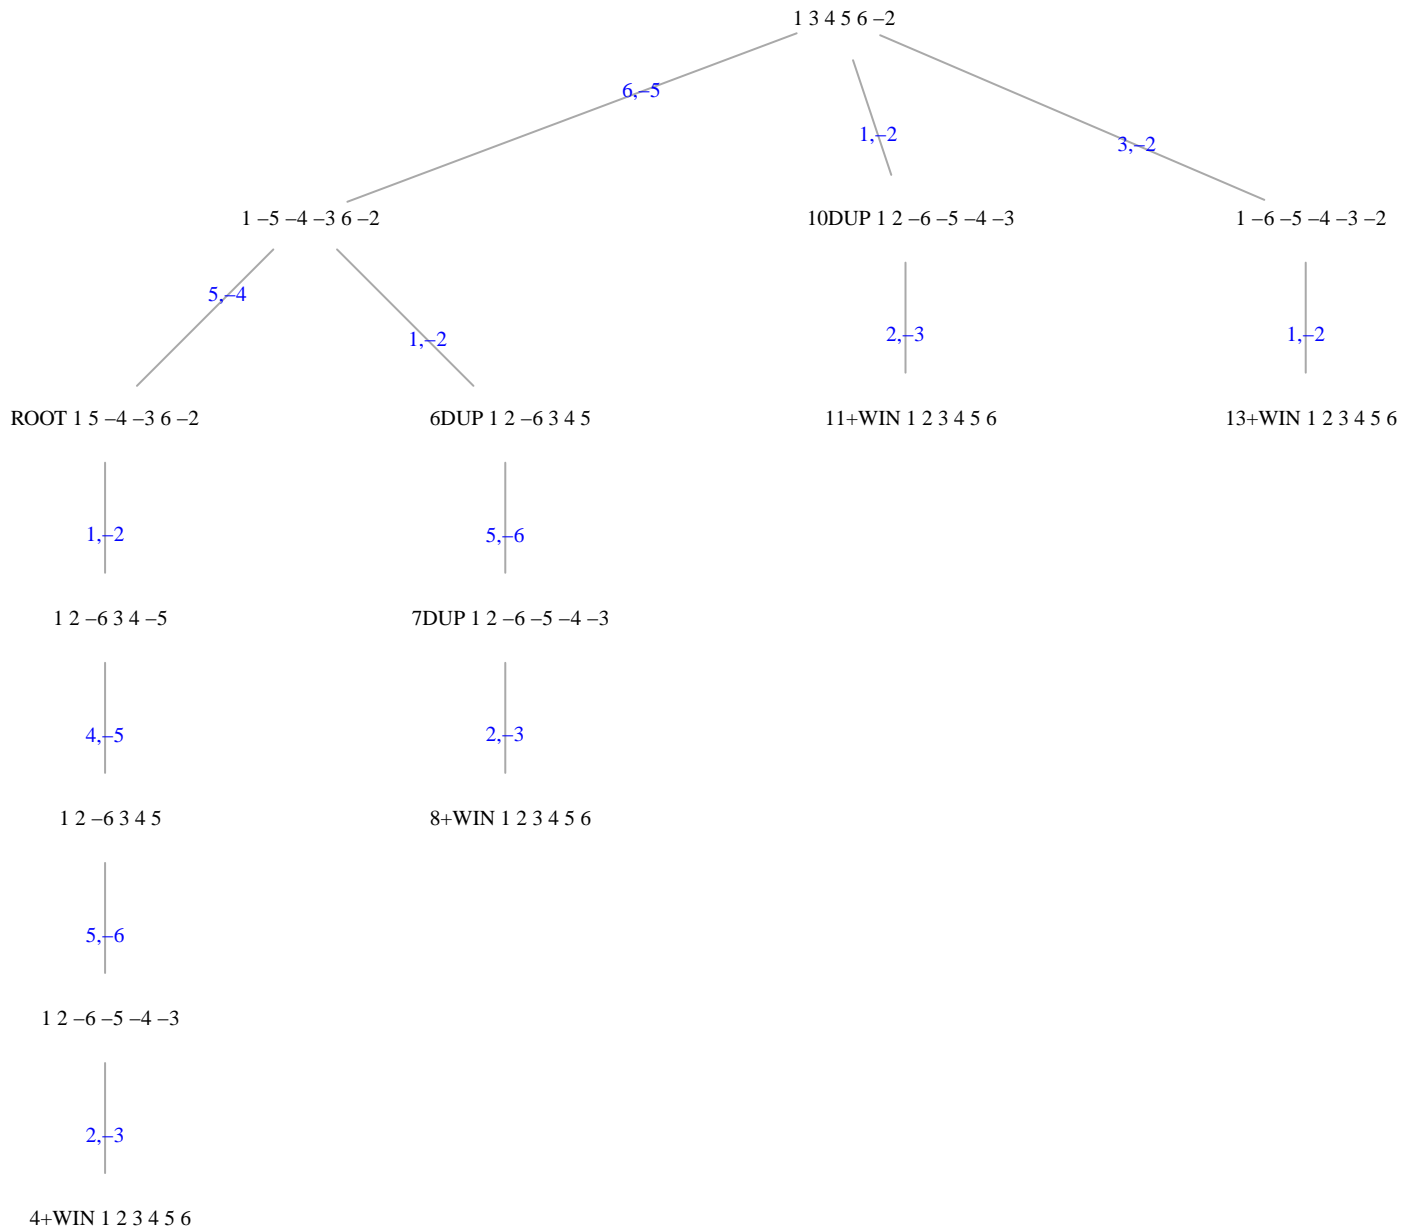 1 3 4 5 6 –2
6,–5
1,–2
3,–2
1 –5 –4 –3 6 –2
10DUP 1 2 –6 –5 –4 –3
1 –6 –5 –4 –3 –2
5,–4
1,–2
2,–3
1,–2
ROOT 1 5 –4 –3 6 –2
6DUP 1 2 –6 3 4 5
11+WIN 1 2 3 4 5 6
13+WIN 1 2 3 4 5 6
1,–2
5,–6
1 2 –6 3 4 –5
7DUP 1 2 –6 –5 –4 –3
4,–5
2,–3
1 2 –6 3 4 5
8+WIN 1 2 3 4 5 6
5,–6
1 2 –6 –5 –4 –3
2,–3
4+WIN 1 2 3 4 5 6